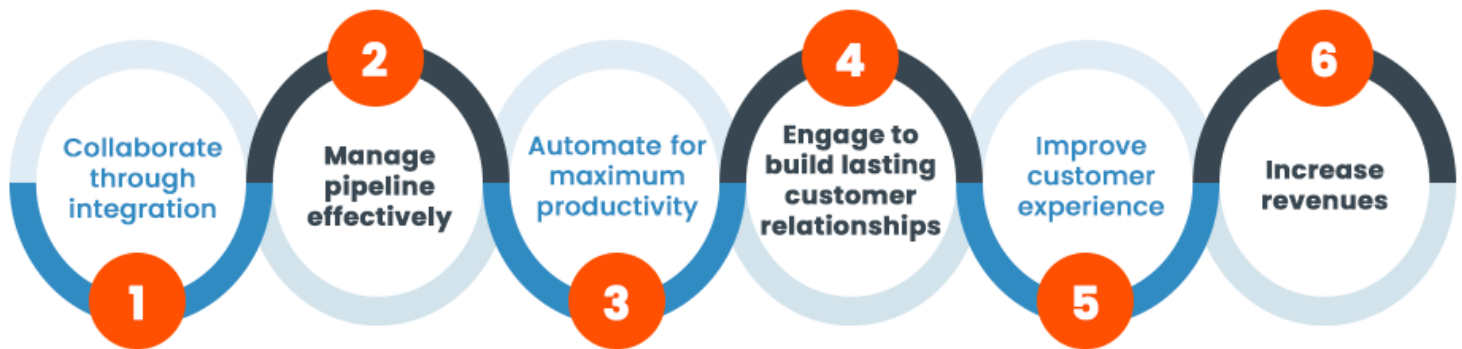 1
Collaborate
through
integration
2
Manage
pipeline
effectively
3
Automate for
maximum
productivity
4
Engage to
build lasting
customer
relationships
5
Improve
customer
experience
6
Increase
revenues